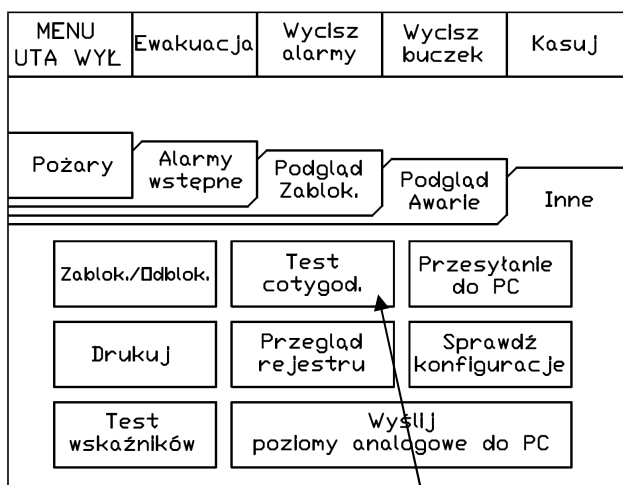 MENU
UTA WYŁ
Ewakuacja
Wycisz
alarmy
Wycisz
buczek
Kasuj
Pożary
Alarmy
wstępne
Podgląd
Zablok.
Podgląd
Awarie
Inne
Zablok./Odblok.
Test
cotygod.
Przesyłanie
do PC
Drukuj
Przegląd
rejestru
Sprawdź
konfiguracje
Test
wskaźników
Wyślij
poziomy analogowe do PC